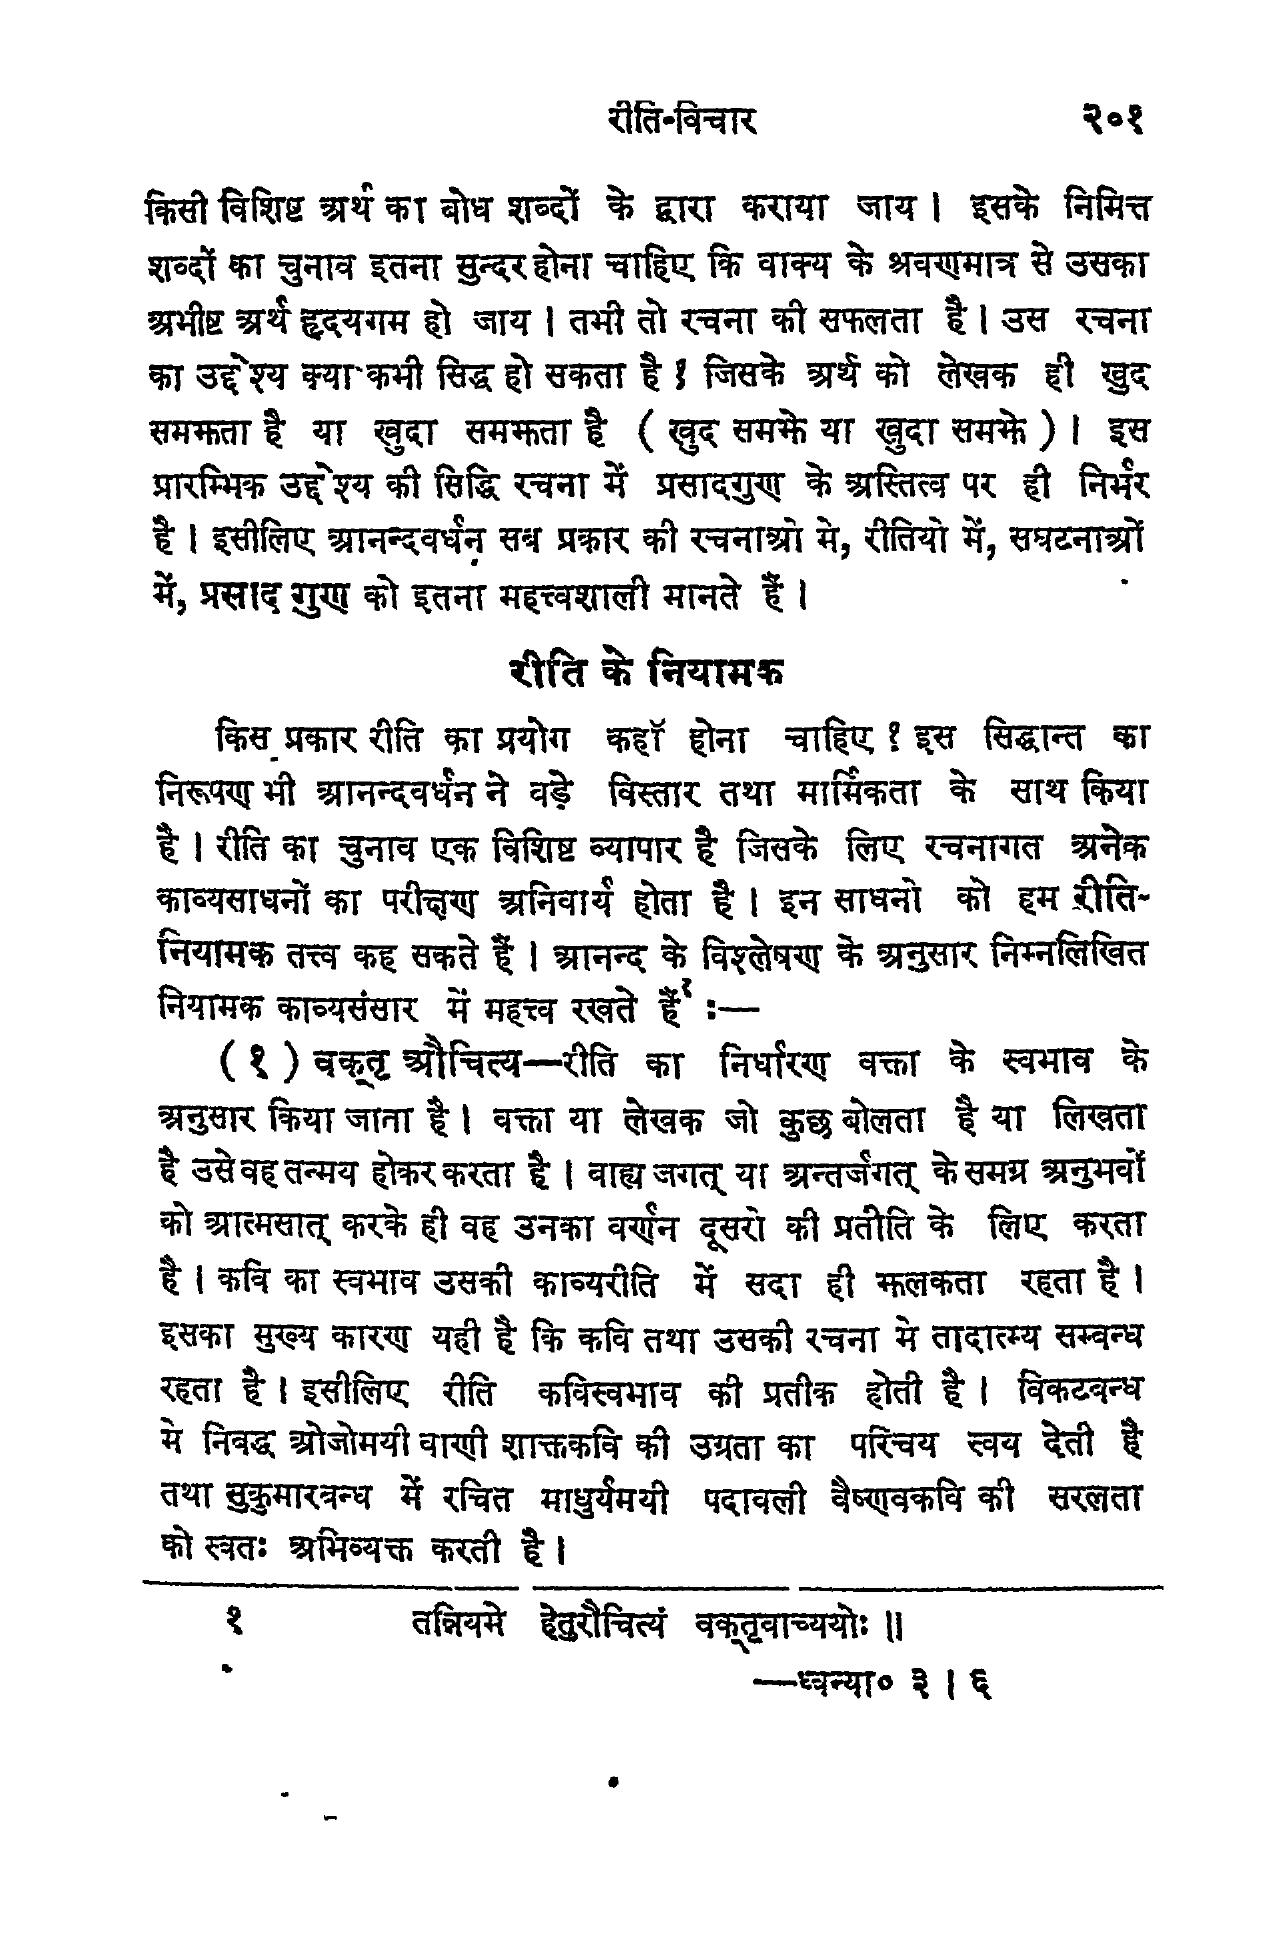 रीति-विचार २०१
किसी विशिष्ट अर्थ का बोध शब्दों के द्वारा कराया जाय। इसके निमित्त
शब्दों का चुनाव इतना सुन्दर होना चाहिए कि वाक्य के श्रवणमात्र से उसका
अभीष्ट अर्थ हृदयगम हो जाय। तभी तो रचना की सफलता है। उस रचना
का उद्देश्य क्या कभी सिद्ध हो सकता है ? जिसके अर्थ को लेखक ही खुद
समझता है या खुदा समझता है ( खुद समझे या खुदा समझे )। इस
प्रारम्भिक उद्देश्य की सिद्धि रचना में प्रसादगुण के अस्तित्व पर ही निर्भर
है। इसीलिए आनन्दवर्धन सब प्रकार की रचनाओ मे, रीतियो में, सघटनाओं
में, प्रसाद गुण को इतना महत्त्वशाली मानते हैं।
रीति के नियामक
किस प्रकार रीति का प्रयोग कहाँ होना चाहिए ? इस सिद्धान्त का
निरूपण भी आनन्दवर्धन ने वड़े विस्तार तथा मार्मिकता के साथ किया
है। रीति का चुनाव एक विशिष्ट व्यापार है जिसके लिए रचनागत अनेक
काव्यसाधनों का परीक्षण अनिवार्य होता है। इन साधनो को हम रीति-
नियामक तत्त्व कह सकते हैं। आनन्द के विश्लेषण के अनुसार निम्नलिखित
नियामक काव्यसंसार में महत्त्व रखते हैं१ :—
( १ ) वक्तृ औचित्य—रीति का निर्धारण वक्ता के स्वभाव के
अनुसार किया जाता है। वक्ता या लेखक जो कुछ बोलता है या लिखता
है उसे वह तन्मय होकर करता है। वाह्य जगत् या अन्तर्जगत् के समग्र अनुभवों
को आत्मसात् करके ही वह उनका वर्णन दूसरो की प्रतीति के लिए करता
है। कवि का स्वभाव उसकी काव्यरीति में सदा ही झलकता रहता है।
इसका मुख्य कारण यही है कि कवि तथा उसकी रचना मे तादात्म्य सम्वन्ध
रहता है। इसीलिए रीति कविस्वभाव की प्रतीक होती है। विकटवन्ध
मे निवद्ध ओजोमयी वाणी शाक्तकवि की उग्रता का परिचय स्वय देती है
तथा सुकुमारबन्ध में रचित माधुर्यमयी पदावली वैष्णवकवि की सरलता
को स्वतः अभिव्यक्त करती है।
१ तन्नियमे हेतुरौचित्यं वक्तृवाच्ययोः ॥
—ध्वन्या० ३। ६